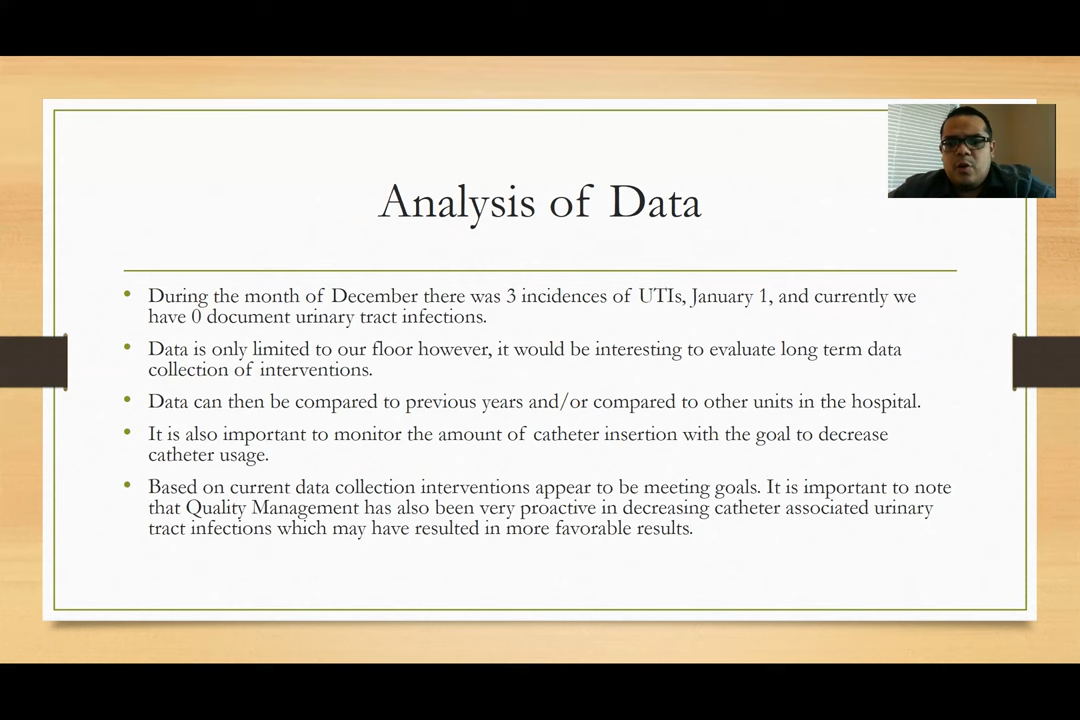 Analysis of Data
• During the month of December there was 3 incidences of UTIs, January 1, and currently we
have 0 document urinary tract infections.
• Data is only limited to our floor however, it would be interesting to evaluate long term data
collection of interventions.
• Data can then be compared to previous years and/or compared to other units in the hospital.
• It is also important to monitor the amount of catheter insertion with the goal to decrease
catheter usage.
• Based on current data collection interventions appear to be meeting goals. It is important to note
that Quality Management has also been very proactive in decreasing catheter associated urinary
tract infections which may have resulted in more favorable results.